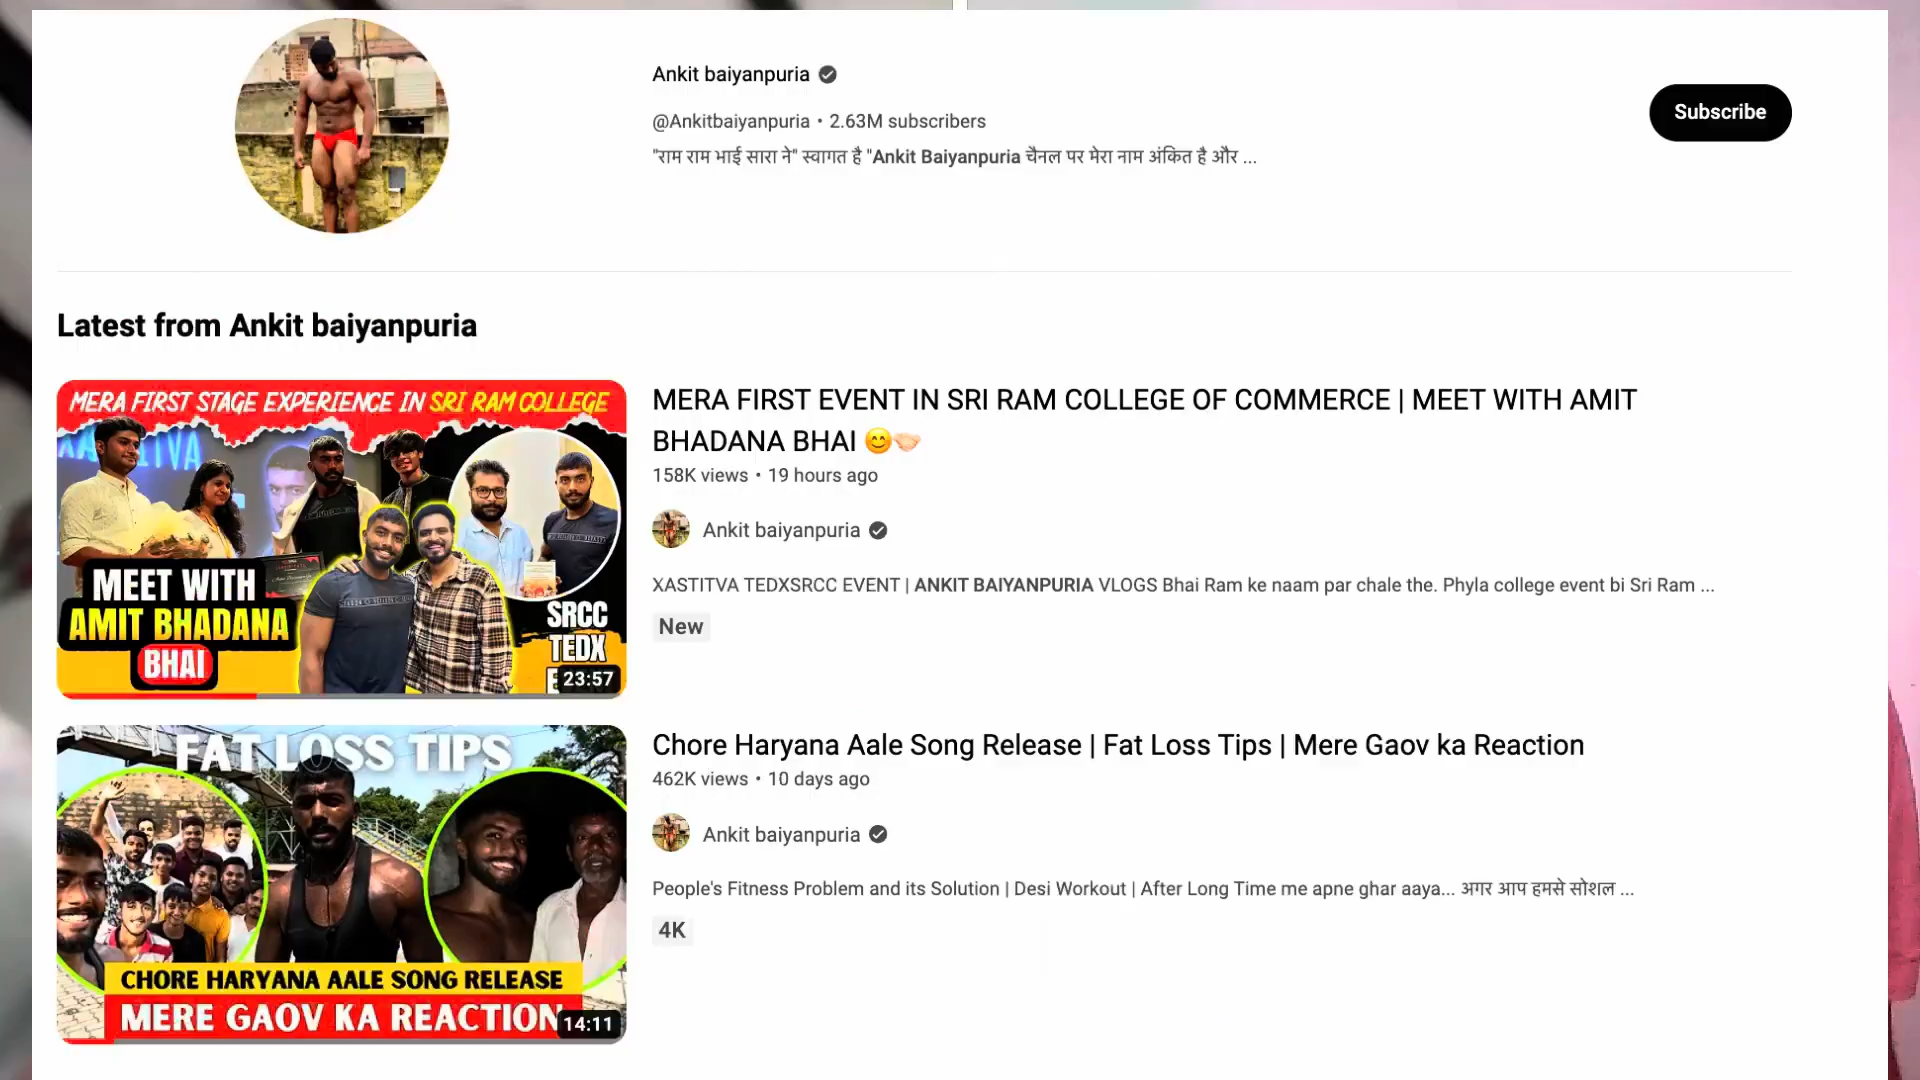 Ankit baiyanpuria
@Ankitbaiyanpuria • 2.63M subscribers
"राम राम भाई सारा ने" स्वागत है "Ankit Baiyanpuria चैनल पर मेरा नाम अंकित है और ...
Subscribe
Latest from Ankit baiyanpuria
MERA FIRST STAGE EXPERIENCE IN SRI RAM COLLEGE
MEET WITH
AMIT BHADANA
BHAI
SRCC
TEDX
23:57
MERA FIRST EVENT IN SRI RAM COLLEGE OF COMMERCE | MEET WITH AMIT
BHADANA BHAI 😊🤝🏻
158K views • 19 hours ago
Ankit baiyanpuria
XASTITVA TEDXSRCC EVENT | ANKIT BAIYANPURIA VLOGS Bhai Ram ke naam par chale the. Phyla college event bi Sri Ram ...
New
FAT LOSS TIPS
CHORE HARYANA AALE SONG RELEASE
MERE GAOV KA REACTION
14:11
Chore Haryana Aale Song Release | Fat Loss Tips | Mere Gaov ka Reaction
462K views • 10 days ago
Ankit baiyanpuria
People's Fitness Problem and its Solution | Desi Workout | After Long Time me apne ghar aaya... अगर आप हमसे सोशल ...
4K